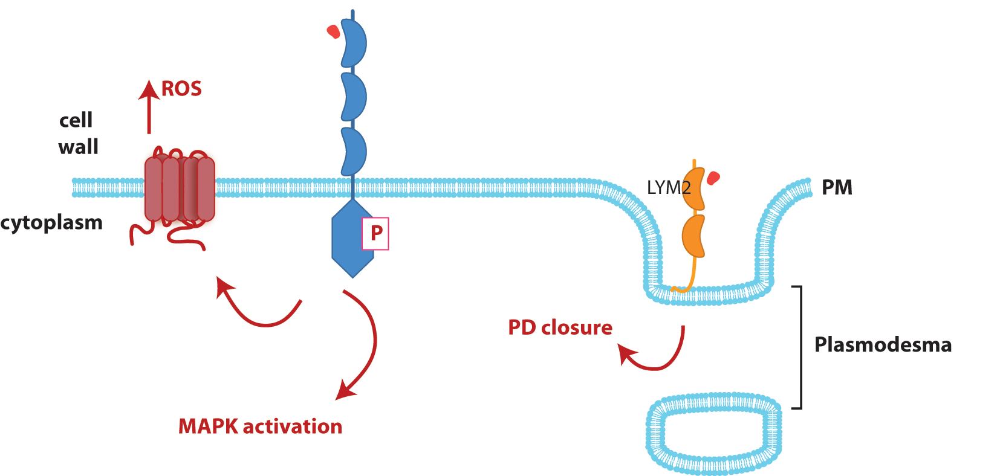 ROS
cell
wall
LYM2
PM
cytoplasm
P
PD closure
Plasmodesma
MAPK activation